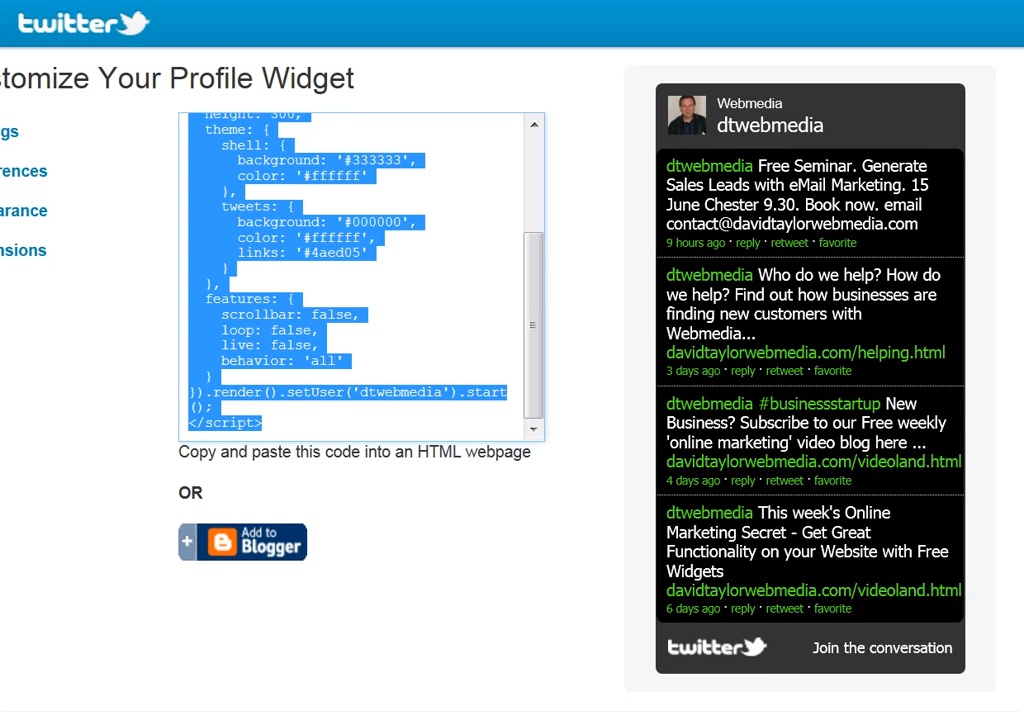 twitter
stomize Your Profile Widget
gs
rences
arance
nsions
height: 300,
theme: {
shell: {
background: '#333333',
color: '#ffffff'
},
tweets: {
background: '#000000',
color: '#ffffff',
links: '#4aed05'
}
},
features: {
scrollbar: false,
loop: false,
live: false,
behavior: 'all'
}
}).render().setUser('dtwebmedia').start
();
</script>
Copy and paste this code into an HTML webpage
OR
+ Add to
Blogger
Webmedia
dtwebmedia
dtwebmedia Free Seminar. Generate
Sales Leads with eMail Marketing. 15
June Chester 9.30. Book now. email
contact@davidtaylorwebmedia.com
9 hours ago · reply · retweet · favorite
dtwebmedia Who do we help? How do
we help? Find out how businesses are
finding new customers with
Webmedia...
davidtaylorwebmedia.com/helping.html
3 days ago · reply · retweet · favorite
dtwebmedia #businessstartup New
Business? Subscribe to our Free weekly
'online marketing' video blog here ...
davidtaylorwebmedia.com/videoland.html
4 days ago · reply · retweet · favorite
dtwebmedia This week's Online
Marketing Secret - Get Great
Functionality on your Website with Free
Widgets
davidtaylorwebmedia.com/videoland.html
6 days ago · reply · retweet · favorite
twitter
Join the conversation